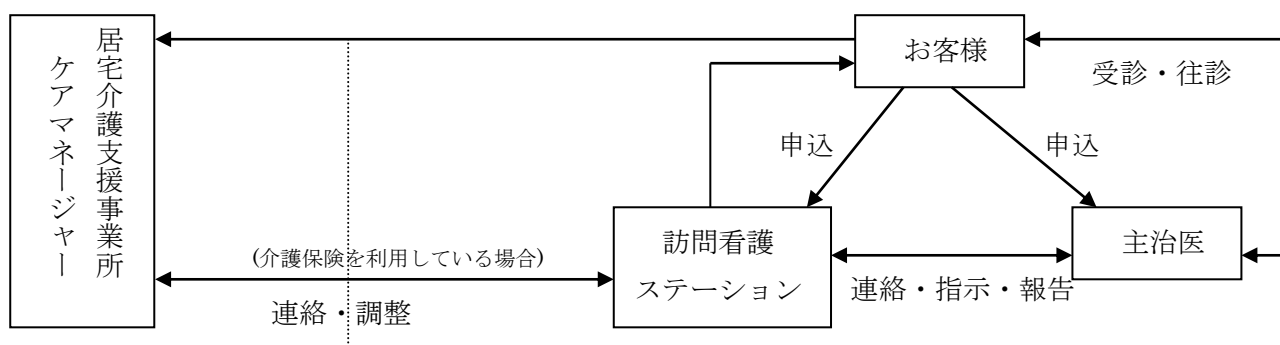 居宅介護支援事業所
ケアマネージャー
お客様
受診・往診
申込
申込
訪問看護
ステーション
主治医
(介護保険を利用している場合)
連絡・調整
連絡・指示・報告